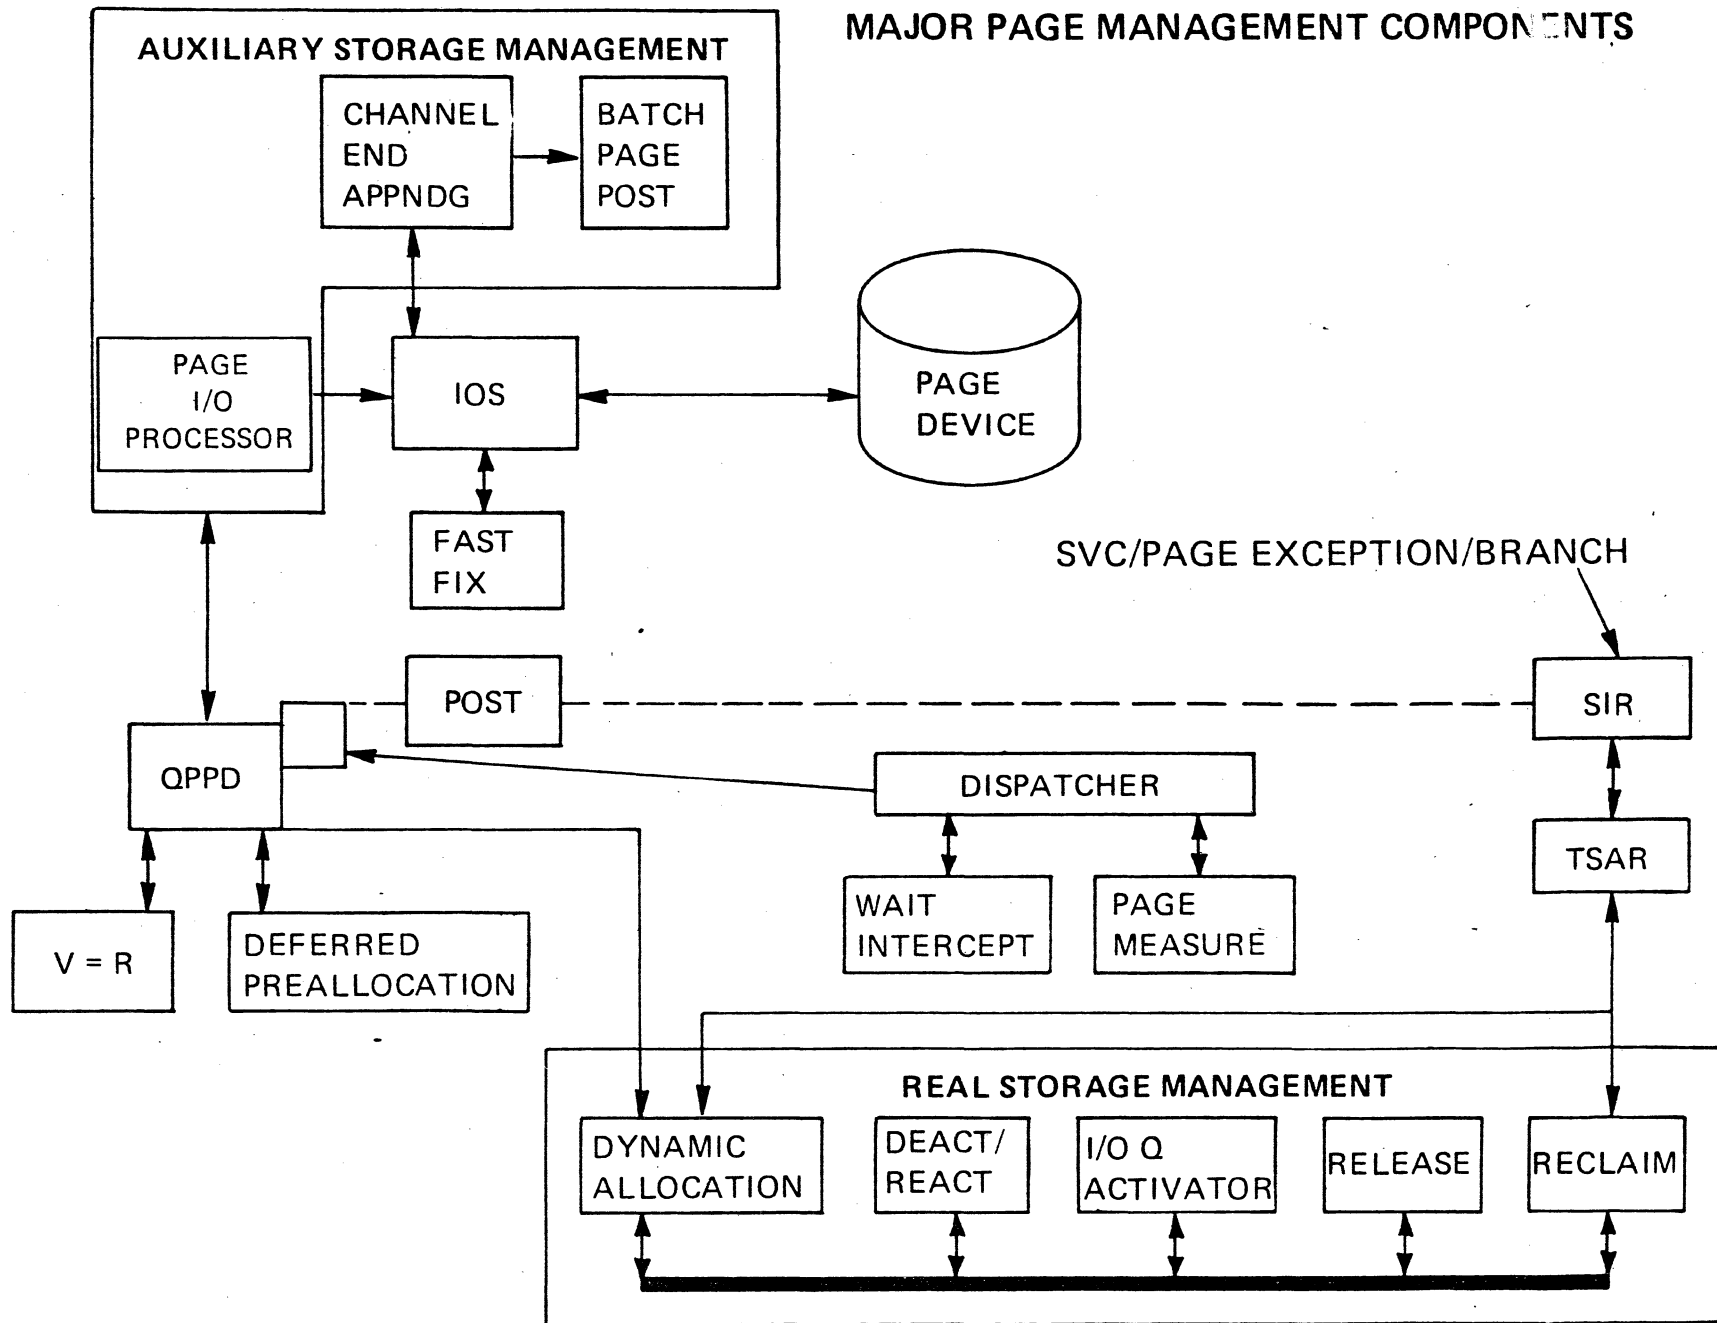 MAJOR PAGE MANAGEMENT COMPONENTS
AUXILIARY STORAGE MANAGEMENT
CHANNEL
END
APPNDG
BATCH
PAGE
POST
PAGE
I/O
PROCESSOR
IOS
PAGE
DEVICE
FAST
FIX
SVC/PAGE EXCEPTION/BRANCH
POST
SIR
QPPD
DISPATCHER
TSAR
V = R
DEFERRED
PREALLOCATION
WAIT
INTERCEPT
PAGE
MEASURE
REAL STORAGE MANAGEMENT
DYNAMIC
ALLOCATION
DEACT/
REACT
I/O Q
ACTIVATOR
RELEASE
RECLAIM